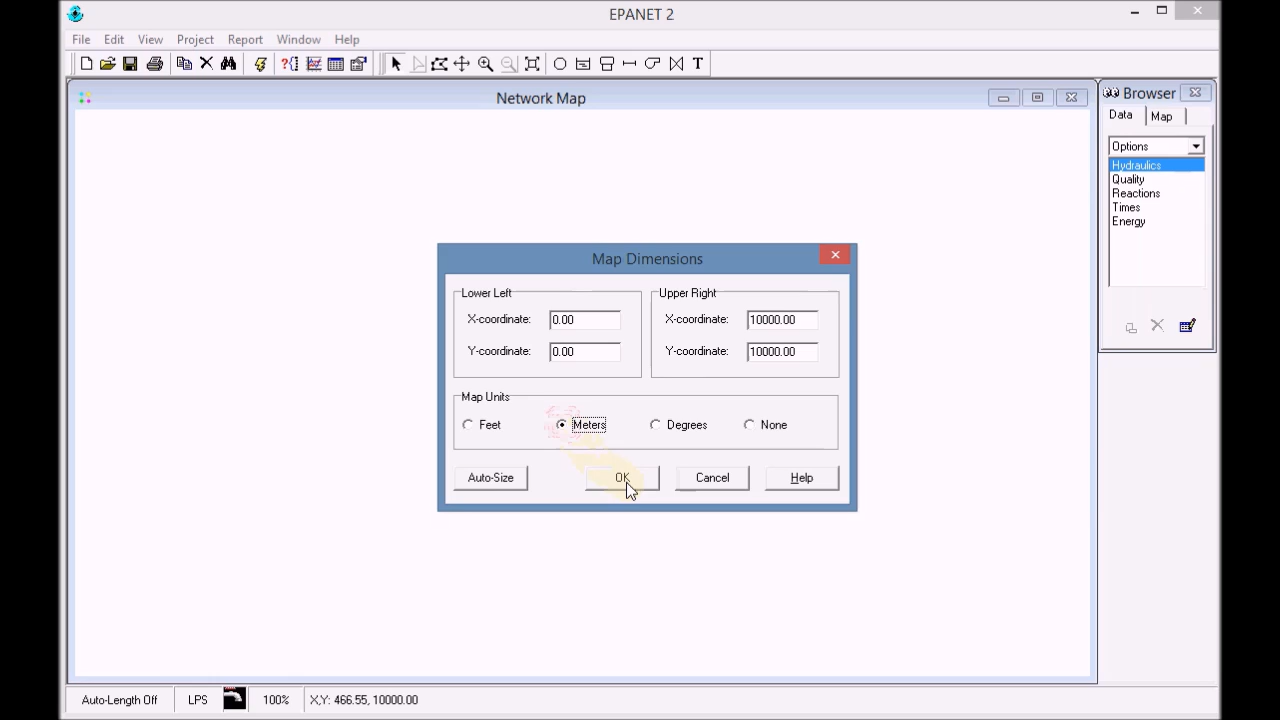 EPANET 2
File Edit View Project Report Window Help
T
Network Map
Browser
Data Map
Options
Hydraulics
Quality
Reactions
Times
Energy
Map Dimensions
Lower Left Upper Right
X-coordinate: 0.00 X-coordinate: 10000.00
Y-coordinate: 0.00 Y-coordinate: 10000.00
Map Units
Feet Meters Degrees None
Auto-Size OK Cancel Help
Auto-Length Off LPS 100% X,Y: 466.55, 10000.00